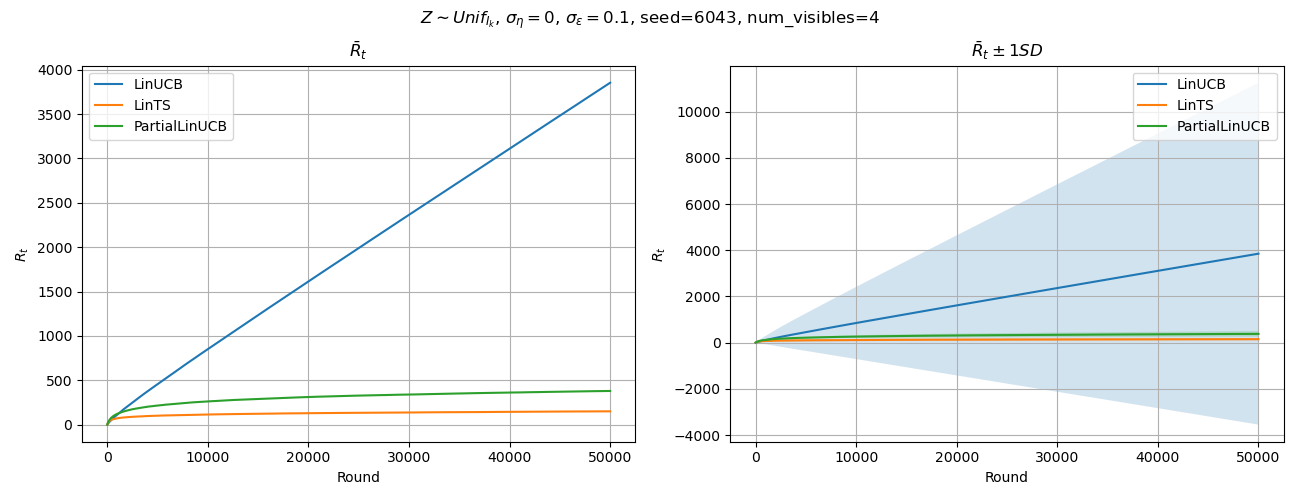 Z ∼ Unif_{I_k}, σ_η = 0, σ_ε = 0.1, seed=6043, num_visibles=4
R̄_t
4000
3500
3000
2500
2000
1500
1000
500
0
R_t
LinUCB
LinTS
PartialLinUCB
0 10000 20000 30000 40000 50000
Round
R̄_t ± 1SD
10000
8000
6000
4000
2000
0
−2000
−4000
R_t
LinUCB
LinTS
PartialLinUCB
0 10000 20000 30000 40000 50000
Round